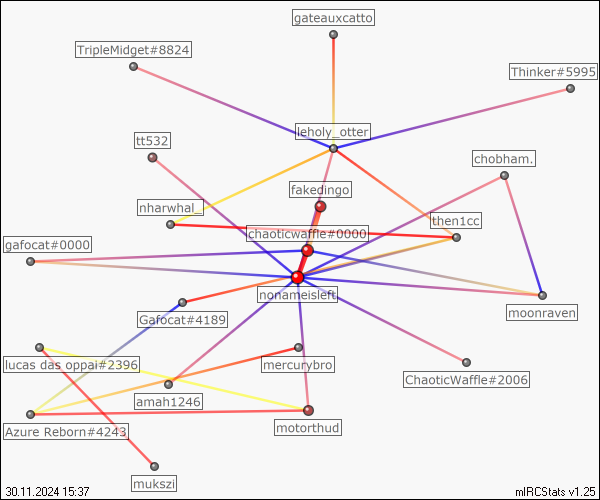 gateauxcatto
TripleMidget#8824
Thinker#5995
leholy_otter
tt532
chobham.
fakedingo
nharwhal_
then1cc
chaoticwaffle#0000
gafocat#0000
nonameisleft
moonraven
Gafocat#4189
lucas das oppai#2396
mercurybro
ChaoticWaffle#2006
amah1246
Azure Reborn#4243
motorthud
mukszi
30.11.2024 15:37
mIRCStats v1.25